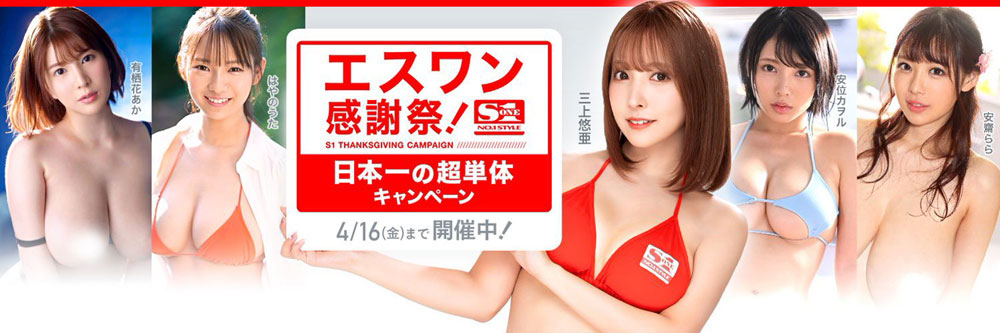 有栖花あか
はやのうた
エスワン
感謝祭!
S ONE
NO.1 STYLE
S1 THANKSGIVING CAMPAIGN
日本一の超単体
キャンペーン
4/16(金)まで開催中!
三上悠亜
安位カヲル
安齋らら